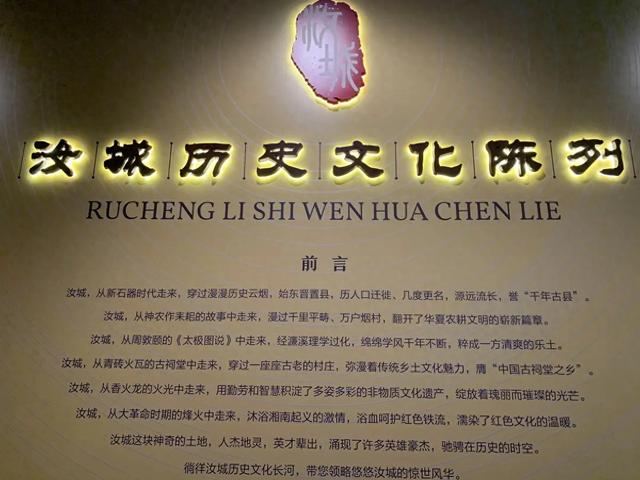 汝城
汝城历史文化陈列
RUCHENG LI SHI WEN HUA CHEN LIE
前言
汝城，从新石器时代走来，穿过漫漫历史云烟，始东晋置县，历人口迁徙、几度更名，源远流长，誉“千年古县”。
汝城，从神农作耒耜的故事中走来，漫过千里平畴、万户烟村，翻开了华夏农耕文明的崭新篇章。
汝城，从周敦颐的《太极图说》中走来，经濂溪理学过化，绵绵学风千年不断，粹成一方清爽的乐土。
汝城，从青砖火瓦的古祠堂中走来，穿过一座座古老的村庄，弥漫着传统乡土文化魅力，膺“中国古祠堂之乡”。
汝城，从香火龙的火光中走来，用勤劳和智慧积淀了多姿多彩的非物质文化遗产，绽放着瑰丽而璀璨的光芒。
汝城，从大革命时期的烽火中走来，沐浴湘南起义的激情，浴血呵护红色铁流，濡染了红色文化的温暖。
汝城这块神奇的土地，人杰地灵，英才辈出，涌现了许多英雄豪杰，驰骋在历史的时空。
徜徉汝城历史文化长河，带您领略悠悠汝城的惊世风华。